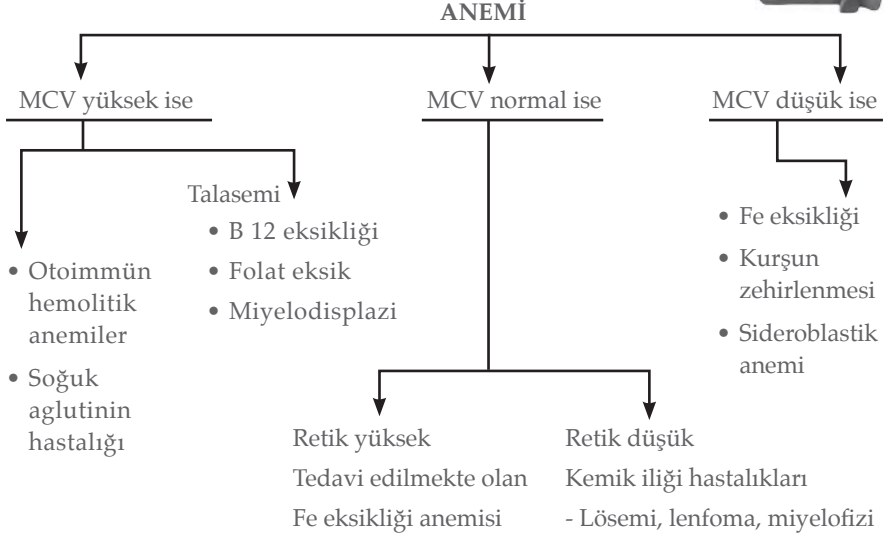 ANEMİ
MCV yüksek ise
MCV normal ise
MCV düşük ise
• Otoimmün
hemolitik
anemiler
• Soğuk
aglutinin
hastalığı
Talasemi
• B 12 eksikliği
• Folat eksik
• Miyelodisplazi
Retik yüksek
Tedavi edilmekte olan
Fe eksikliği anemisi
Retik düşük
Kemik iliği hastalıkları
- Lösemi, lenfoma, miyelofizi
• Fe eksikliği
• Kurşun
zehirlenmesi
• Sideroblastik
anemi